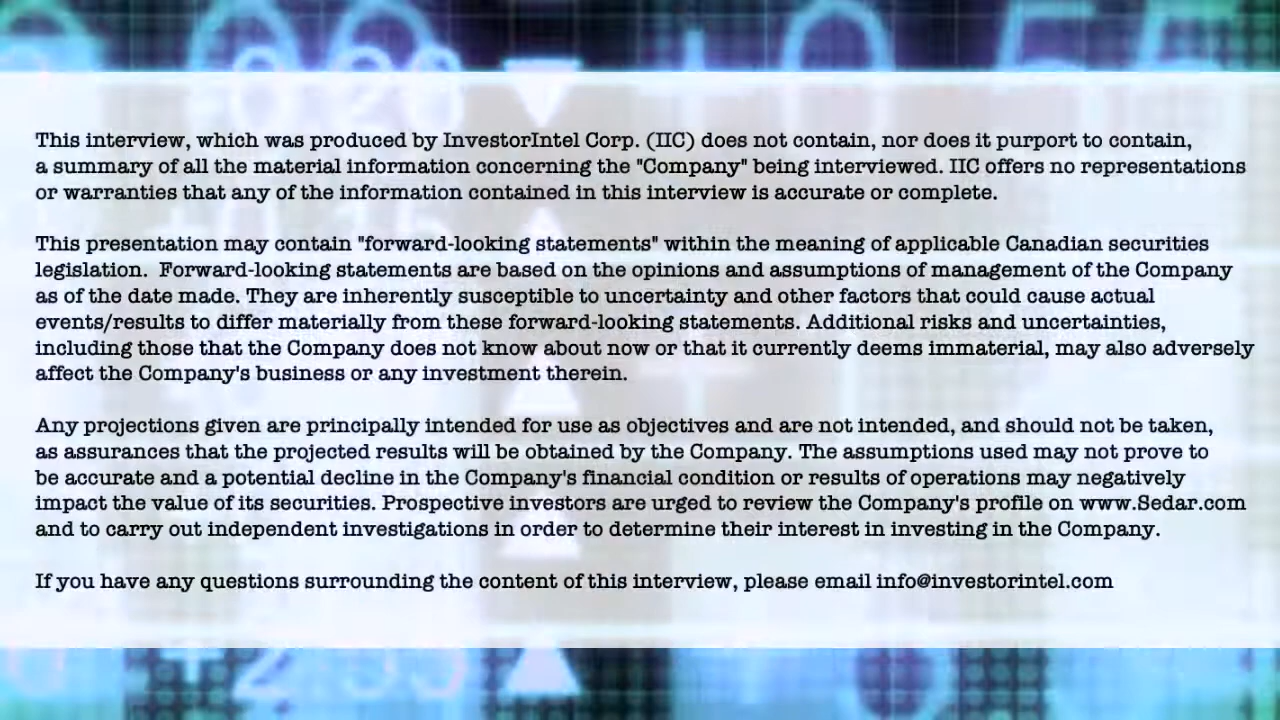 0.26
+0.55
This interview, which was produced by InvestorIntel Corp. (IIC) does not contain, nor does it purport to contain,
a summary of all the material information concerning the "Company" being interviewed. IIC offers no representations
or warranties that any of the information contained in this interview is accurate or complete.
This presentation may contain "forward-looking statements" within the meaning of applicable Canadian securities
legislation.  Forward-looking statements are based on the opinions and assumptions of management of the Company
as of the date made. They are inherently susceptible to uncertainty and other factors that could cause actual
events/results to differ materially from these forward-looking statements. Additional risks and uncertainties,
including those that the Company does not know about now or that it currently deems immaterial, may also adversely
affect the Company's business or any investment therein.
Any projections given are principally intended for use as objectives and are not intended, and should not be taken,
as assurances that the projected results will be obtained by the Company. The assumptions used may not prove to
be accurate and a potential decline in the Company's financial condition or results of operations may negatively
impact the value of its securities. Prospective investors are urged to review the Company's profile on www.Sedar.com
and to carry out independent investigations in order to determine their interest in investing in the Company.
If you have any questions surrounding the content of this interview, please email info@investorintel.com
+2.55